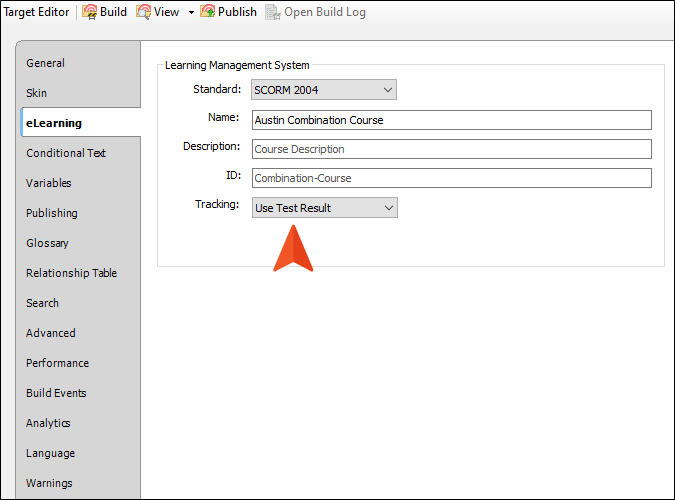 Target Editor Build View Publish Open Build Log
General
Skin
eLearning
Conditional Text
Variables
Publishing
Glossary
Relationship Table
Search
Advanced
Performance
Build Events
Analytics
Language
Warnings
Learning Management System
Standard: SCORM 2004
Name: Austin Combination Course
Description: Course Description
ID: Combination-Course
Tracking: Use Test Result